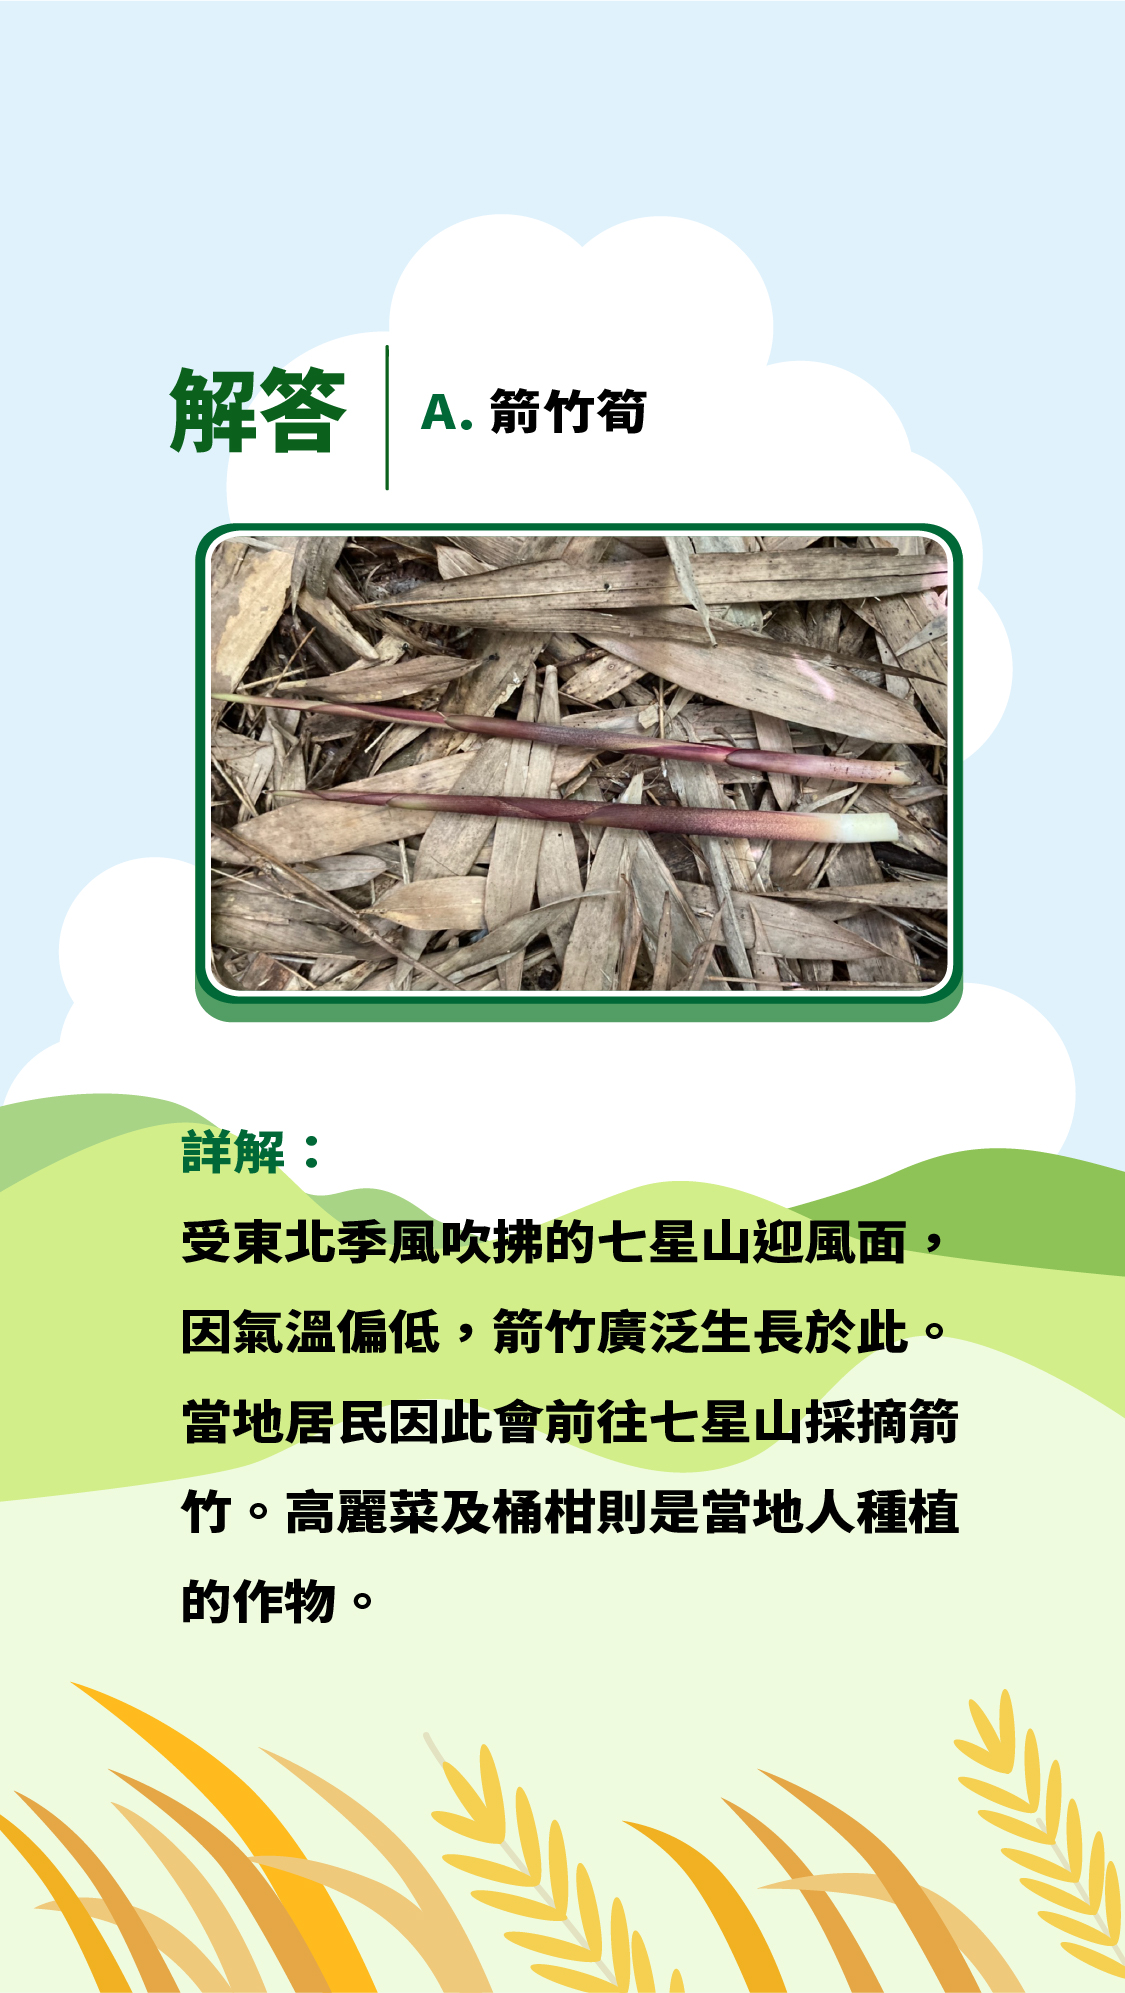 解答
A. 箭竹筍
詳解：
受東北季風吹拂的七星山迎風面，
因氣溫偏低，箭竹廣泛生長於此。
當地居民因此會前往七星山採摘箭
竹。高麗菜及桶柑則是當地人種植
的作物。